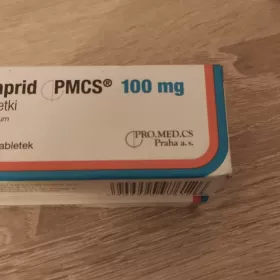 aprid PMCS® 100 mg
etki
um
abletek
PRO.MED.CS
Praha a.s.